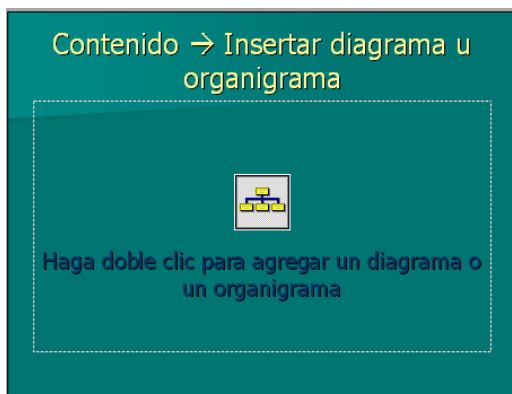 Contenido → Insertar diagrama u
organigrama
Haga doble clic para agregar un diagrama o
un organigrama